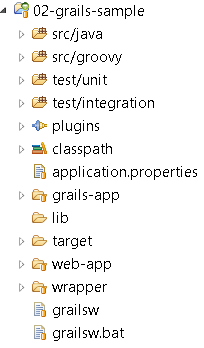 02-grails-sample
src/java
src/groovy
test/unit
test/integration
plugins
classpath
application.properties
grails-app
lib
target
web-app
wrapper
grailsw
grailsw.bat